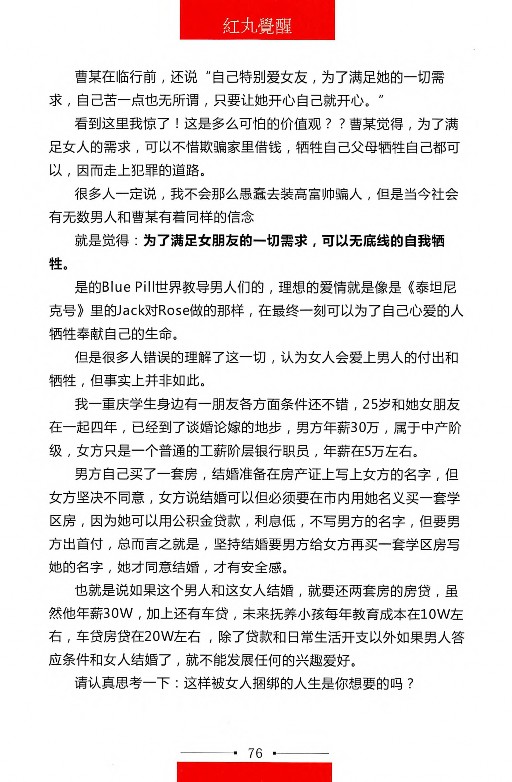 紅丸覺醒
曹某在临行前，还说“自己特别爱女友，为了满足她的一切需
求，自己苦一点也无所谓，只要让她开心自己就开心。”
看到这里我惊了！这是多么可怕的价值观？？曹某觉得，为了满
足女人的需求，可以不惜欺骗家里借钱，牺牲自己父母牺牲自己都可
以，因而走上犯罪的道路。
很多人一定说，我不会那么愚蠢去装高富帅骗人，但是当今社会
有无数男人和曹某有着同样的信念
就是觉得：为了满足女朋友的一切需求，可以无底线的自我牺
牲。
是的Blue Pill世界教导男人们的，理想的爱情就是像是《泰坦尼
克号》里的Jack对Rose做的那样，在最终一刻可以为了自己心爱的人
牺牲奉献自己的生命。
但是很多人错误的理解了这一切，认为女人会爱上男人的付出和
牺牲，但事实上并非如此。
我一重庆学生身边有一朋友各方面条件还不错，25岁和她女朋友
在一起四年，已经到了谈婚论嫁的地步，男方年薪30万，属于中产阶
级，女方只是一个普通的工薪阶层银行职员，年薪在5万左右。
男方自己买了一套房，结婚准备在房产证上写上女方的名字，但
女方坚决不同意，女方说结婚可以但必须要在市内用她名义买一套学
区房，因为她可以用公积金贷款，利息低，不写男方的名字，但要男
方出首付，总而言之就是，坚持结婚要男方给女方再买一套学区房写
她的名字，她才同意结婚，才有安全感。
也就是说如果这个男人和这女人结婚，就要还两套房的房贷，虽
然他年薪30W，加上还有车贷，未来抚养小孩每年教育成本在10W左
右，车贷房贷在20W左右 ，除了贷款和日常生活开支以外如果男人答
应条件和女人结婚了，就不能发展任何的兴趣爱好。
请认真思考一下：这样被女人捆绑的人生是你想要的吗？
76